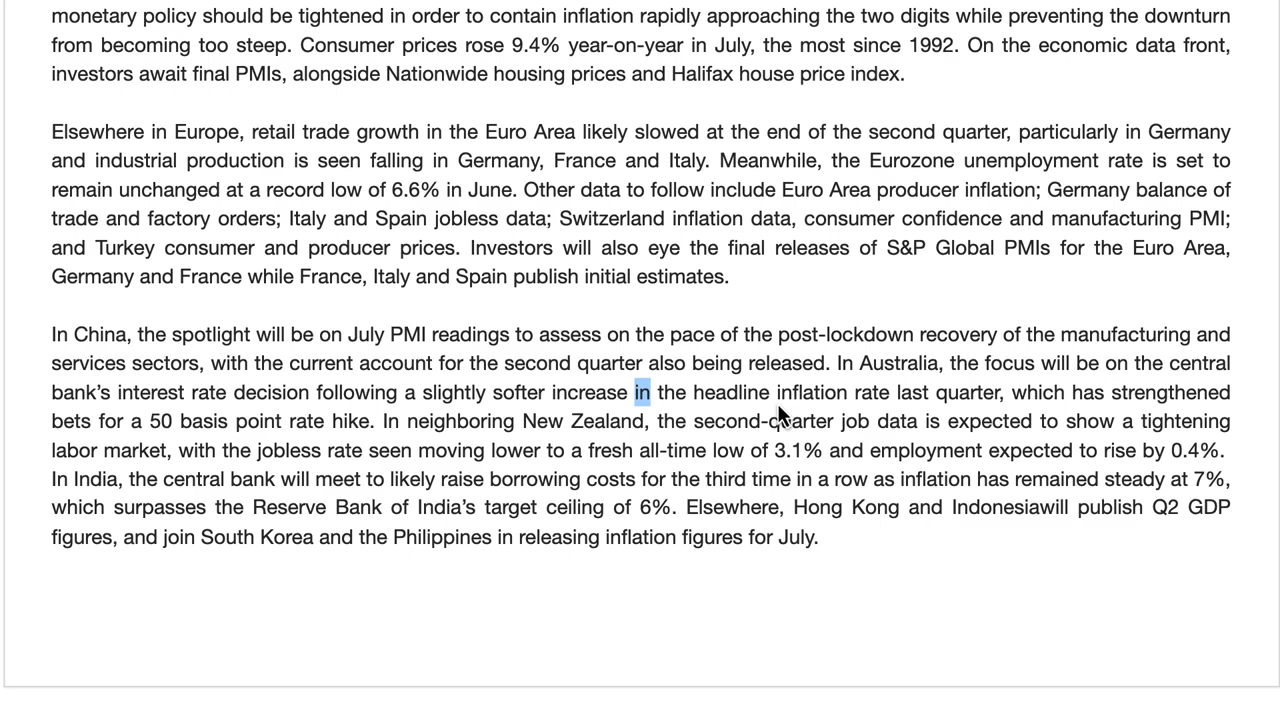 monetary policy should be tightened in order to contain inflation rapidly approaching the two digits while preventing the downturn
from becoming too steep. Consumer prices rose 9.4% year-on-year in July, the most since 1992. On the economic data front,
investors await final PMIs, alongside Nationwide housing prices and Halifax house price index.
Elsewhere in Europe, retail trade growth in the Euro Area likely slowed at the end of the second quarter, particularly in Germany
and industrial production is seen falling in Germany, France and Italy. Meanwhile, the Eurozone unemployment rate is set to
remain unchanged at a record low of 6.6% in June. Other data to follow include Euro Area producer inflation; Germany balance of
trade and factory orders; Italy and Spain jobless data; Switzerland inflation data, consumer confidence and manufacturing PMI;
and Turkey consumer and producer prices. Investors will also eye the final releases of S&P Global PMIs for the Euro Area,
Germany and France while France, Italy and Spain publish initial estimates.
In China, the spotlight will be on July PMI readings to assess on the pace of the post-lockdown recovery of the manufacturing and
services sectors, with the current account for the second quarter also being released. In Australia, the focus will be on the central
bank’s interest rate decision following a slightly softer increase in the headline inflation rate last quarter, which has strengthened
bets for a 50 basis point rate hike. In neighboring New Zealand, the second-quarter job data is expected to show a tightening
labor market, with the jobless rate seen moving lower to a fresh all-time low of 3.1% and employment expected to rise by 0.4%.
In India, the central bank will meet to likely raise borrowing costs for the third time in a row as inflation has remained steady at 7%,
which surpasses the Reserve Bank of India’s target ceiling of 6%. Elsewhere, Hong Kong and Indonesiawill publish Q2 GDP
figures, and join South Korea and the Philippines in releasing inflation figures for July.